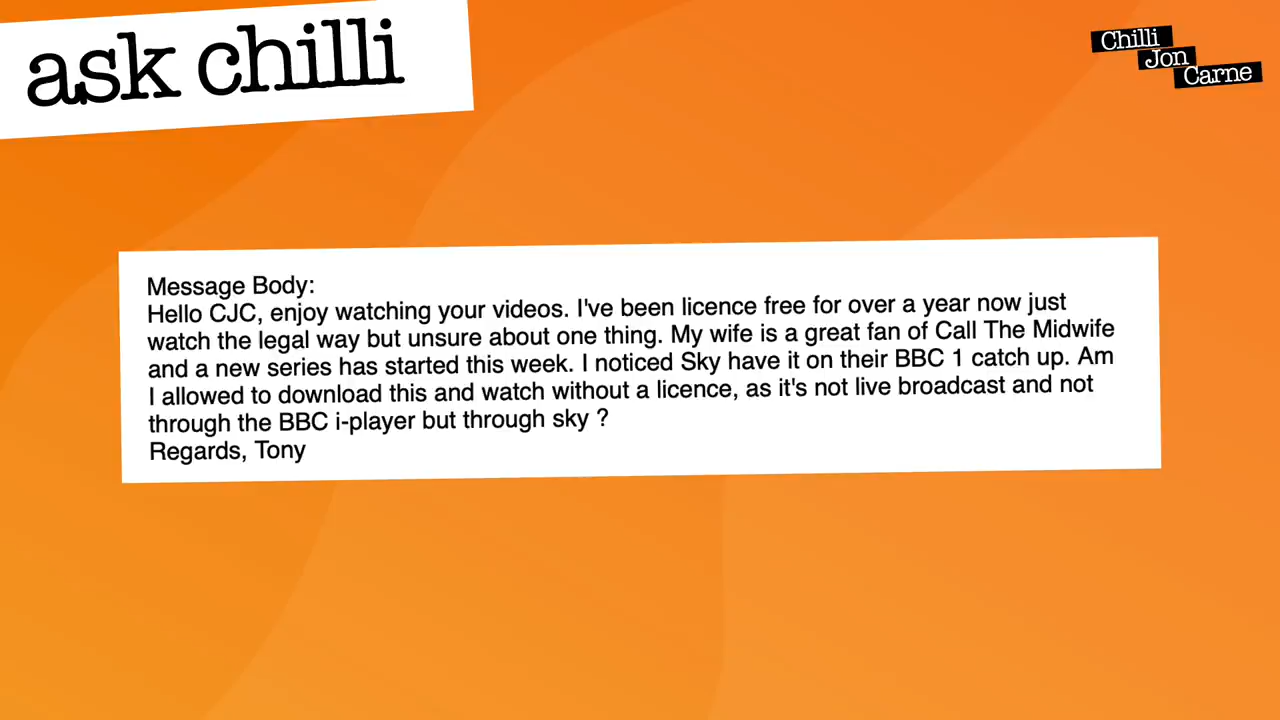 ask chilli
Chilli
Jon
Carne
Message Body:
Hello CJC, enjoy watching your videos. I've been licence free for over a year now just
watch the legal way but unsure about one thing. My wife is a great fan of Call The Midwife
and a new series has started this week. I noticed Sky have it on their BBC 1 catch up. Am
I allowed to download this and watch without a licence, as it's not live broadcast and not
through the BBC i-player but through sky ?
Regards, Tony